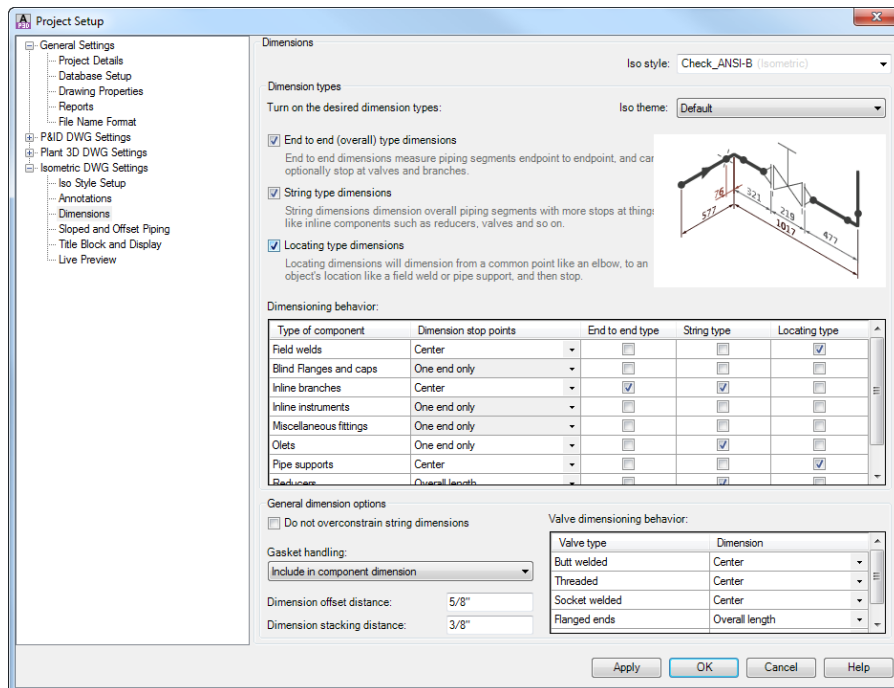 A
P3D
Project Setup
General Settings
Project Details
Database Setup
Drawing Properties
Reports
File Name Format
P&ID DWG Settings
Plant 3D DWG Settings
Isometric DWG Settings
Iso Style Setup
Annotations
Dimensions
Sloped and Offset Piping
Title Block and Display
Live Preview
Dimensions
Iso style: Check_ANSI-B (Isometric)
Dimension types
Turn on the desired dimension types:
Iso theme: Default
End to end (overall) type dimensions
End to end dimensions measure piping segments endpoint to endpoint, and can
optionally stop at valves and branches.
String type dimensions
String dimensions dimension overall piping segments with more stops at things
like inline components such as reducers, valves and so on.
Locating type dimensions
Locating dimensions will dimension from a common point like an elbow, to an
object's location like a field weld or pipe support, and then stop.
76
577
321
219
477
1017
Dimensioning behavior:
Type of component Dimension stop points End to end type String type Locating type
Field welds Center
Blind Flanges and caps One end only
Inline branches Center
Inline instruments One end only
Miscellaneous fittings One end only
Olets One end only
Pipe supports Center
Reducers Overall length
General dimension options
Do not overconstrain string dimensions
Gasket handling:
Include in component dimension
Dimension offset distance: 5/8"
Dimension stacking distance: 3/8"
Valve dimensioning behavior:
Valve type Dimension
Butt welded Center
Threaded Center
Socket welded Center
Flanged ends Overall length
Apply OK Cancel Help